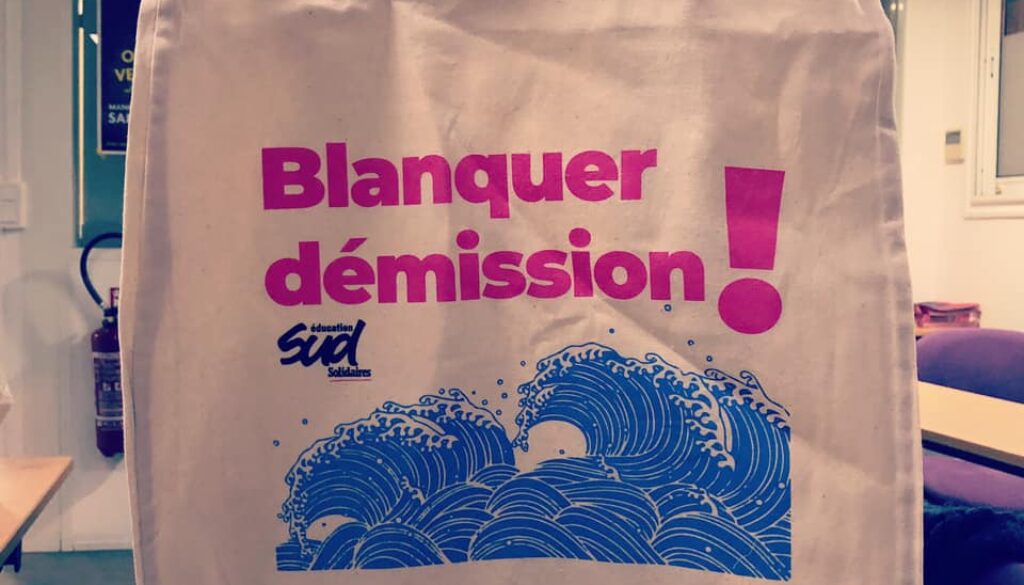 Blanquer
démission !
éducation
Sud
Solidaires